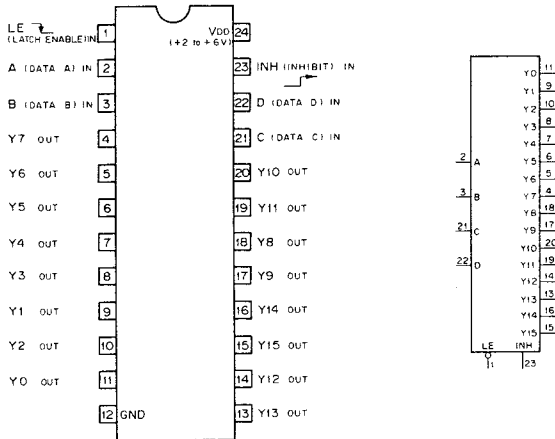 LE
(LATCH ENABLE) IN 1
A (DATA A) IN 2
B (DATA B) IN 3
Y7 OUT 4
Y6 OUT 5
Y5 OUT 6
Y4 OUT 7
Y3 OUT 8
Y1 OUT 9
Y2 OUT 10
Y0 OUT 11
12 GND
VDD 24
(+2 to +6V)
23 INH (INHIBIT) IN
22 D (DATA D) IN
21 C (DATA C) IN
20 Y10 OUT
19 Y11 OUT
18 Y8 OUT
17 Y9 OUT
16 Y14 OUT
15 Y15 OUT
14 Y12 OUT
13 Y13 OUT
2 A
3 B
21 C
22 D
Y0 11
Y1 9
Y2 10
Y3 8
Y4 7
Y5 6
Y6 5
Y7 4
Y8 18
Y9 17
Y10 20
Y11 19
Y12 14
Y13 13
Y14 16
Y15 15
LE INH
1 23